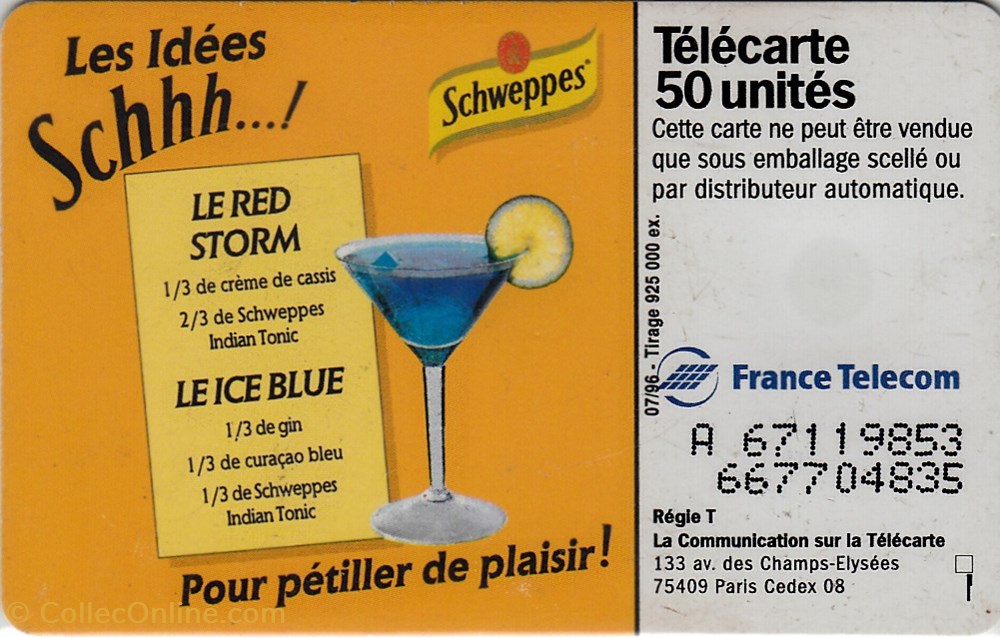 Les Idées
Schhh...!
Schweppes
LE RED
STORM
1/3 de crème de cassis
2/3 de Schweppes
Indian Tonic
LE ICE BLUE
1/3 de gin
1/3 de curaçao bleu
1/3 de Schweppes
Indian Tonic
Pour pétiller de plaisir!
Télécarte
50 unités
Cette carte ne peut être vendue
que sous emballage scellé ou
par distributeur automatique.
07/96 - Tirage 925 000 ex.
France Telecom
A 67119853
667704835
Régie T
La Communication sur la Télécarte
133 av. des Champs-Elysées
75409 Paris Cedex 08
© CollecOnline.com